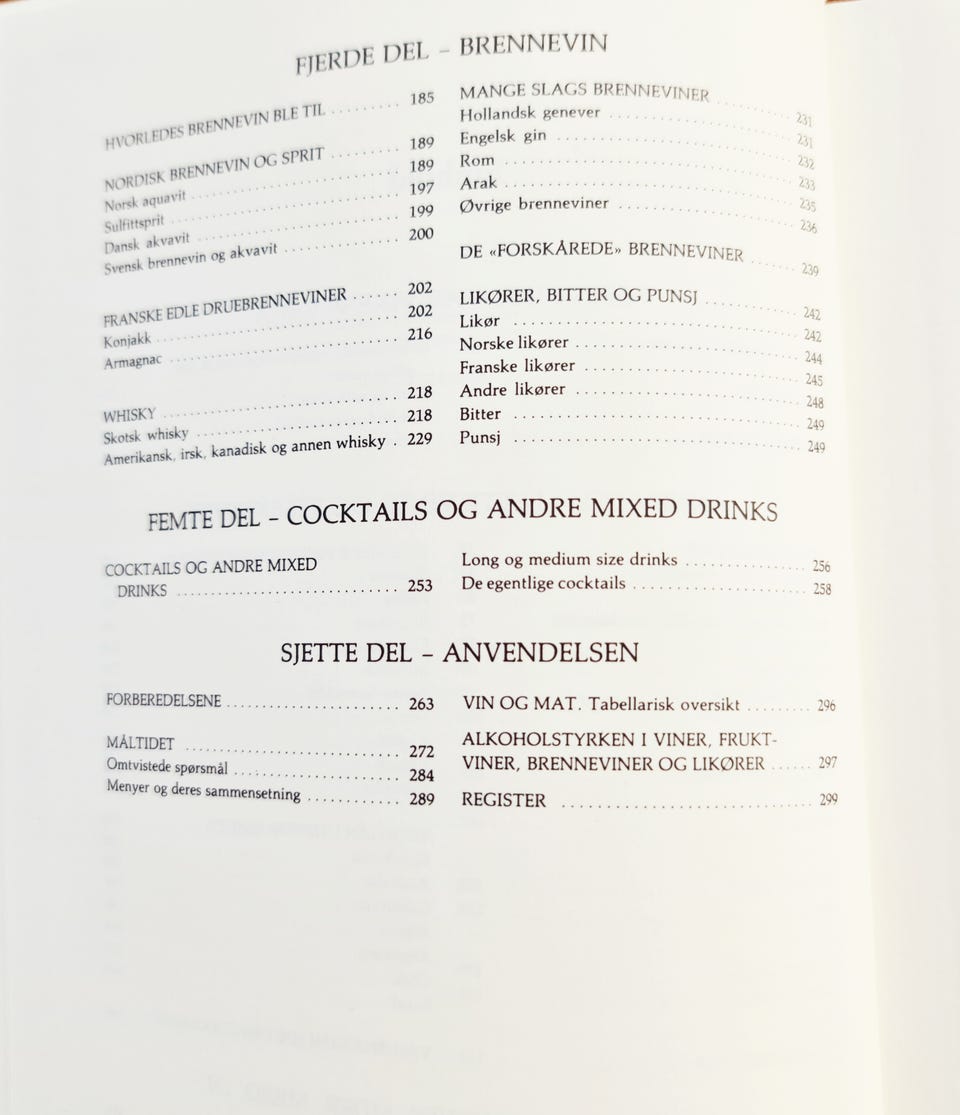 FJERDE DEL – BRENNEVIN
HVORLEDES BRENNEVIN BLE TIL ......... 185
NORDISK BRENNEVIN OG SPRIT ......... 189
Norsk aquavit ......... 189
Sulfittsprit ......... 197
Dansk akvavit ......... 199
Svensk brennevin og akvavit ......... 200
FRANSKE EDLE DRUEBRENNEVINER ...... 202
Konjakk ......... 202
Armagnac ......... 216
WHISKY ......... 218
Skotsk whisky ......... 218
Amerikansk, irsk, kanadisk og annen whisky . 229
MANGE SLAGS BRENNEVINER ......... 231
Hollandsk genever ......... 231
Engelsk gin ......... 232
Rom ......... 233
Arak ......... 235
Øvrige brenneviner ......... 236
DE «FORSKÅREDE» BRENNEVINER ...... 239
LIKØRER, BITTER OG PUNSJ ......... 242
Likør ......... 242
Norske likører ......... 244
Franske likører ......... 245
Andre likører ......... 248
Bitter ......... 249
Punsj ......... 249
FEMTE DEL – COCKTAILS OG ANDRE MIXED DRINKS
COCKTAILS OG ANDRE MIXED
DRINKS ......... 253
Long og medium size drinks ......... 256
De egentlige cocktails ......... 258
SJETTE DEL – ANVENDELSEN
FORBEREDELSENE ......... 263
MÅLTIDET ......... 272
Omtvistede spørsmål ......... 284
Menyer og deres sammensetning ......... 289
VIN OG MAT. Tabellarisk oversikt ......... 296
ALKOHOLSTYRKEN I VINER, FRUKT-
VINER, BRENNEVINER OG LIKØRER ...... 297
REGISTER ......... 299